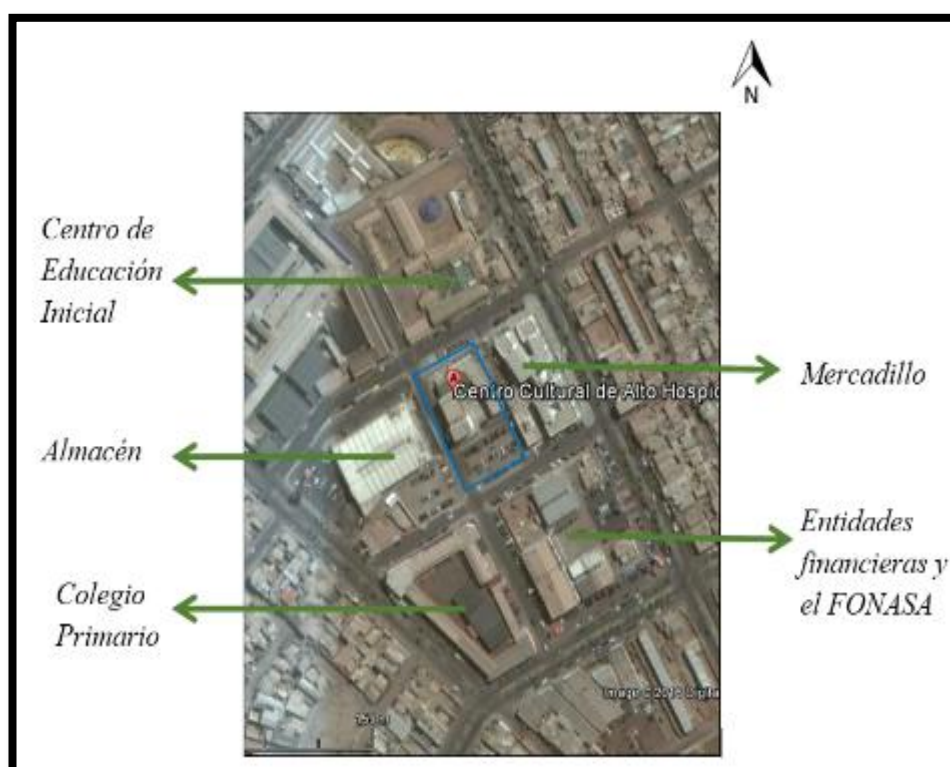 N
Centro de
Educación
Inicial
A
Centro Cultural de Alto Hospic
Mercadillo
Almacén
Entidades
financieras y
el FONASA
Colegio
Primario